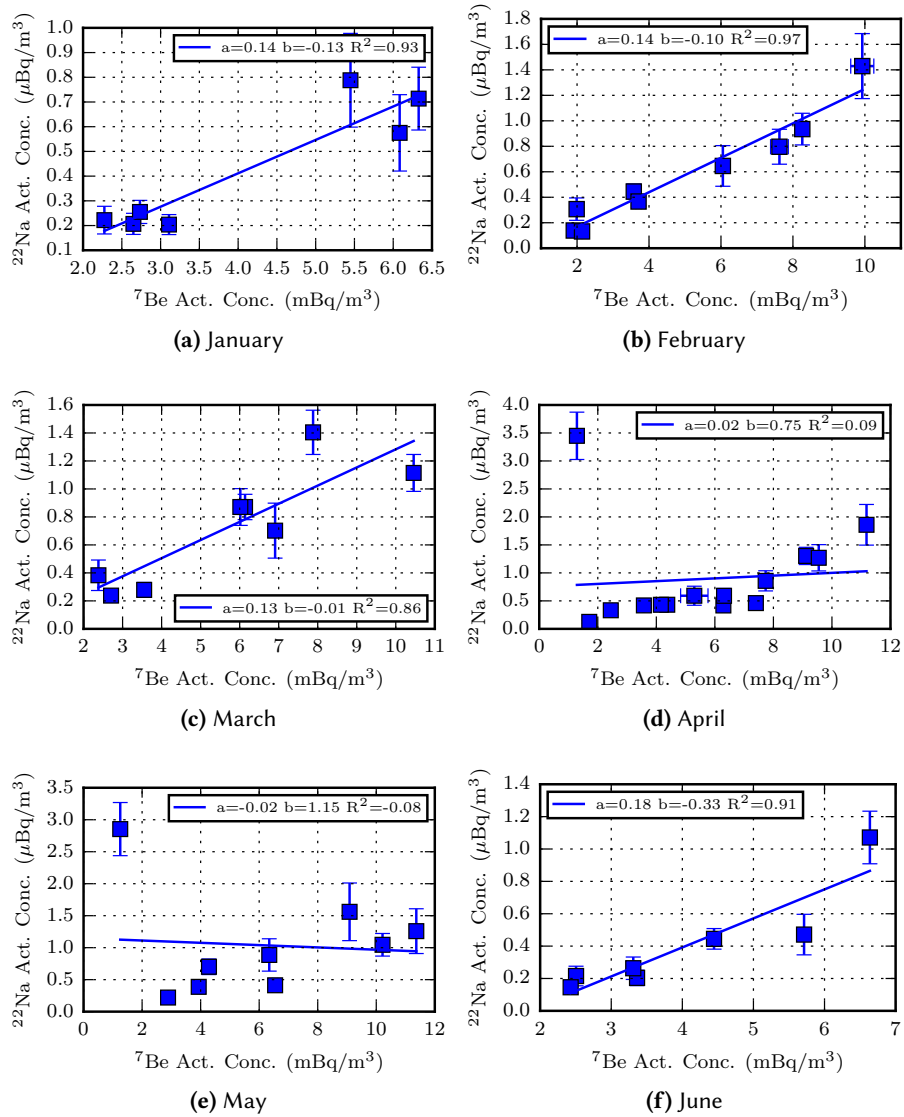 a=0.14 b=-0.13 R²=0.93
1.0
0.9
0.8
0.7
0.6
0.5
0.4
0.3
0.2
0.1
²²Na Act. Conc. (μBq/m³)
2.0 2.5 3.0 3.5 4.0 4.5 5.0 5.5 6.0 6.5
⁷Be Act. Conc. (mBq/m³)
(a) January
a=0.14 b=-0.10 R²=0.97
1.8
1.6
1.4
1.2
1.0
0.8
0.6
0.4
0.2
0.0
²²Na Act. Conc. (μBq/m³)
2 4 6 8 10
⁷Be Act. Conc. (mBq/m³)
(b) February
1.6
1.4
1.2
1.0
0.8
0.6
0.4
0.2
0.0
²²Na Act. Conc. (μBq/m³)
a=0.13 b=-0.01 R²=0.86
2 3 4 5 6 7 8 9 10 11
⁷Be Act. Conc. (mBq/m³)
(c) March
a=0.02 b=0.75 R²=0.09
4.0
3.5
3.0
2.5
2.0
1.5
1.0
0.5
0.0
²²Na Act. Conc. (μBq/m³)
0 2 4 6 8 10 12
⁷Be Act. Conc. (mBq/m³)
(d) April
a=-0.02 b=1.15 R²=-0.08
3.5
3.0
2.5
2.0
1.5
1.0
0.5
0.0
²²Na Act. Conc. (μBq/m³)
0 2 4 6 8 10 12
⁷Be Act. Conc. (mBq/m³)
(e) May
a=0.18 b=-0.33 R²=0.91
1.4
1.2
1.0
0.8
0.6
0.4
0.2
0.0
²²Na Act. Conc. (μBq/m³)
2 3 4 5 6 7
⁷Be Act. Conc. (mBq/m³)
(f) June